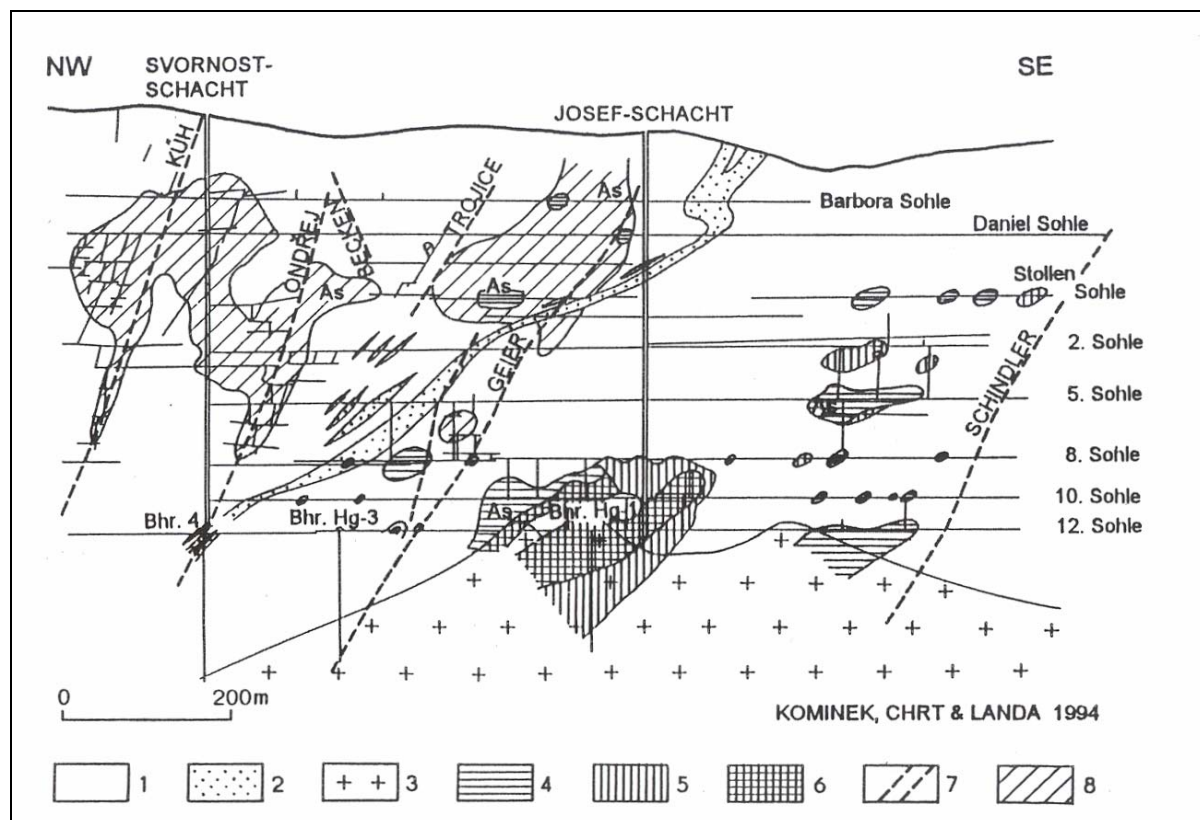 NW
SVORNOST-
SCHACHT
JOSEF-SCHACHT
SE
KÜH
ONDŘEJ
BECKEN
TROJICE
As
Barbora Sohle
Daniel Sohle
As
As
Stollen
Sohle
GEIER
2. Sohle
5. Sohle
SCHINDLER
8. Sohle
10. Sohle
Bhr. 4
Bhr. Hg-3
As
Bhr. Hg-1
12. Sohle
0
200m
KOMINEK, CHRT & LANDA 1994
1
2
3
4
5
6
7
8